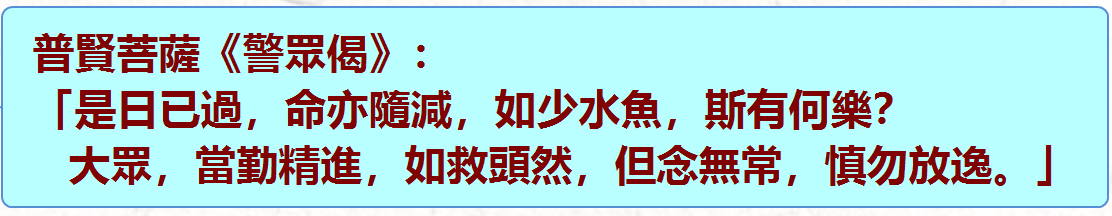 普賢菩薩《警眾偈》：
「是日已過，命亦隨減，如少水魚，斯有何樂？
大眾，當勤精進，如救頭然，但念無常，慎勿放逸。」